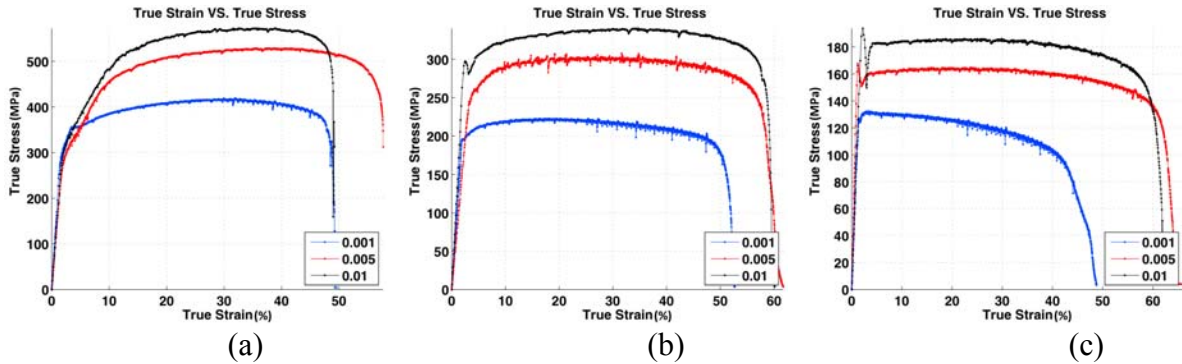 True Strain VS. True Stress
True Stress (MPa)
500
400
300
200
100
0
0 10 20 30 40 50
True Strain(%)
0.001
0.005
0.01
(a)
True Strain VS. True Stress
True Stress (MPa)
350
300
250
200
150
100
50
0
0 10 20 30 40 50 60
True Strain(%)
0.001
0.005
0.01
(b)
True Strain VS. True Stress
True Stress (MPa)
180
160
140
120
100
80
60
40
20
0
0 10 20 30 40 50 60
True Strain(%)
0.001
0.005
0.01
(c)